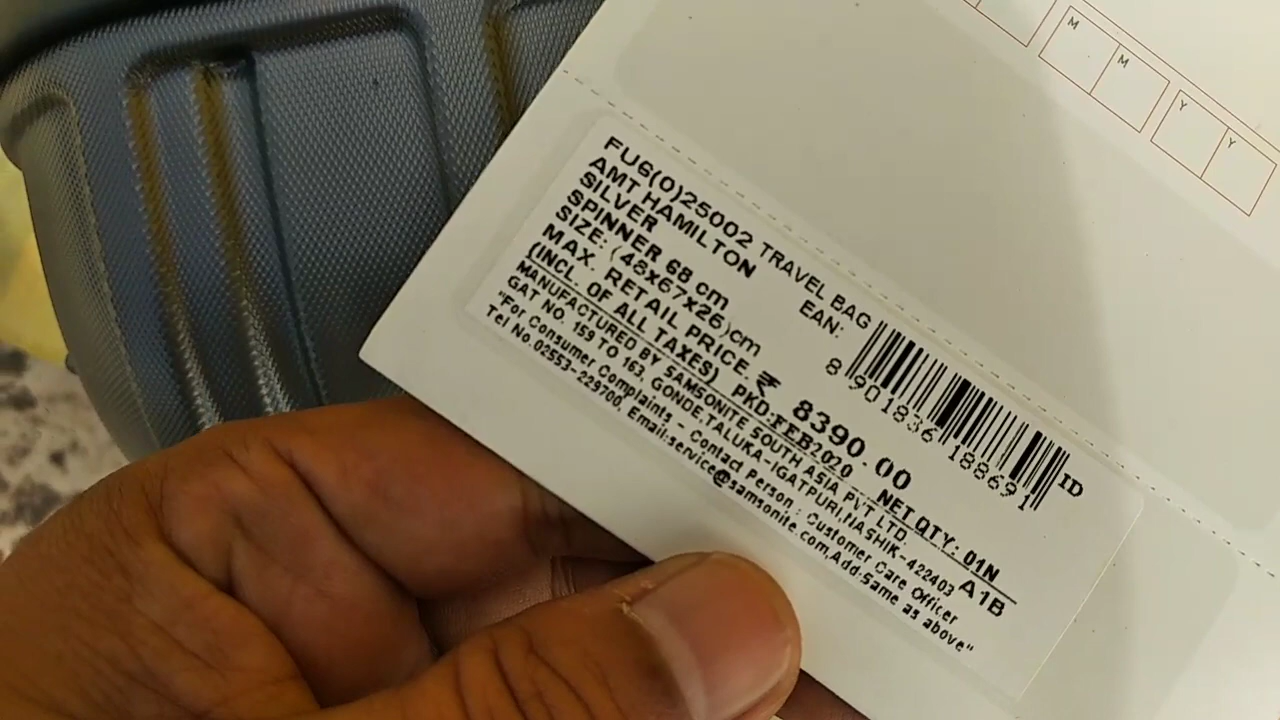 M M Y Y
FU6(0)25002 TRAVEL BAG
AMT HAMILTON EAN:
SILVER
SPINNER 68 cm
SIZE: (48x67x26)cm
8 901836 188691 ID
MAX. RETAIL PRICE. ₹ 8390.00
(INCL. OF ALL TAXES) PKD:FEB2020 NET QTY: 01N
MANUFACTURED BY SAMSONITE SOUTH ASIA PVT LTD. A1B
GAT NO. 159 TO 163, GONDE,TALUKA-IGATPURI,NASHIK-422403
"For Consumer Complaints - Contact Person : Customer Care Officer
Tel No.02553-229700, Email:service@samsonite.com,Add:Same as above"